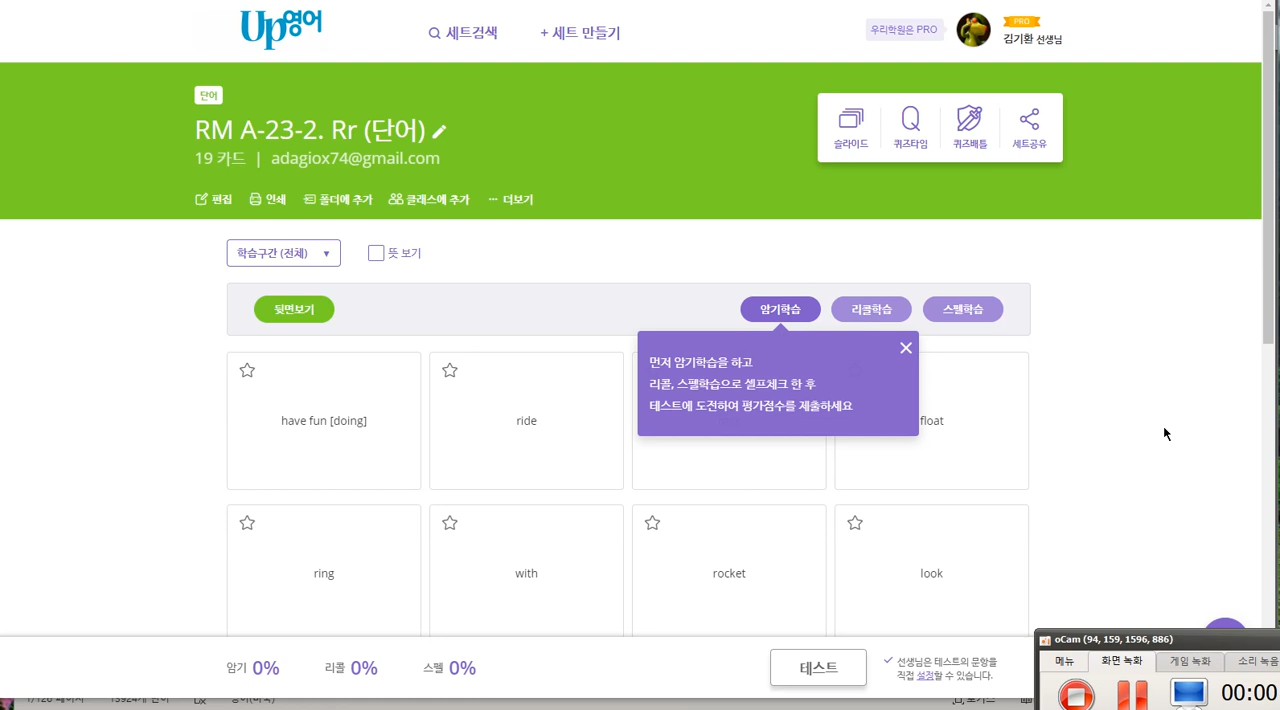 Up영어
세트검색
+ 세트 만들기
우리학원은 PRO
PRO
김기환 선생님
단어
RM A-23-2. Rr (단어)
19 카드 | adagiox74@gmail.com
슬라이드
퀴즈타임
퀴즈배틀
세트공유
편집
인쇄
폴더에 추가
클래스에 추가
더보기
학습구간 (전체) ▼
뜻 보기
뒷면보기
암기학습
리콜학습
스펠학습
먼저 암기학습을 하고
리콜, 스펠학습으로 셀프체크 한 후
테스트에 도전하여 평가점수를 제출하세요
have fun [doing]
ride
float
ring
with
rocket
look
암기 0%
리콜 0%
스펠 0%
테스트
선생님은 테스트의 문항을
직접 설정할 수 있습니다.
oCam (94, 159, 1596, 886)
메뉴
화면 녹화
게임 녹화
소리 녹음
00:00